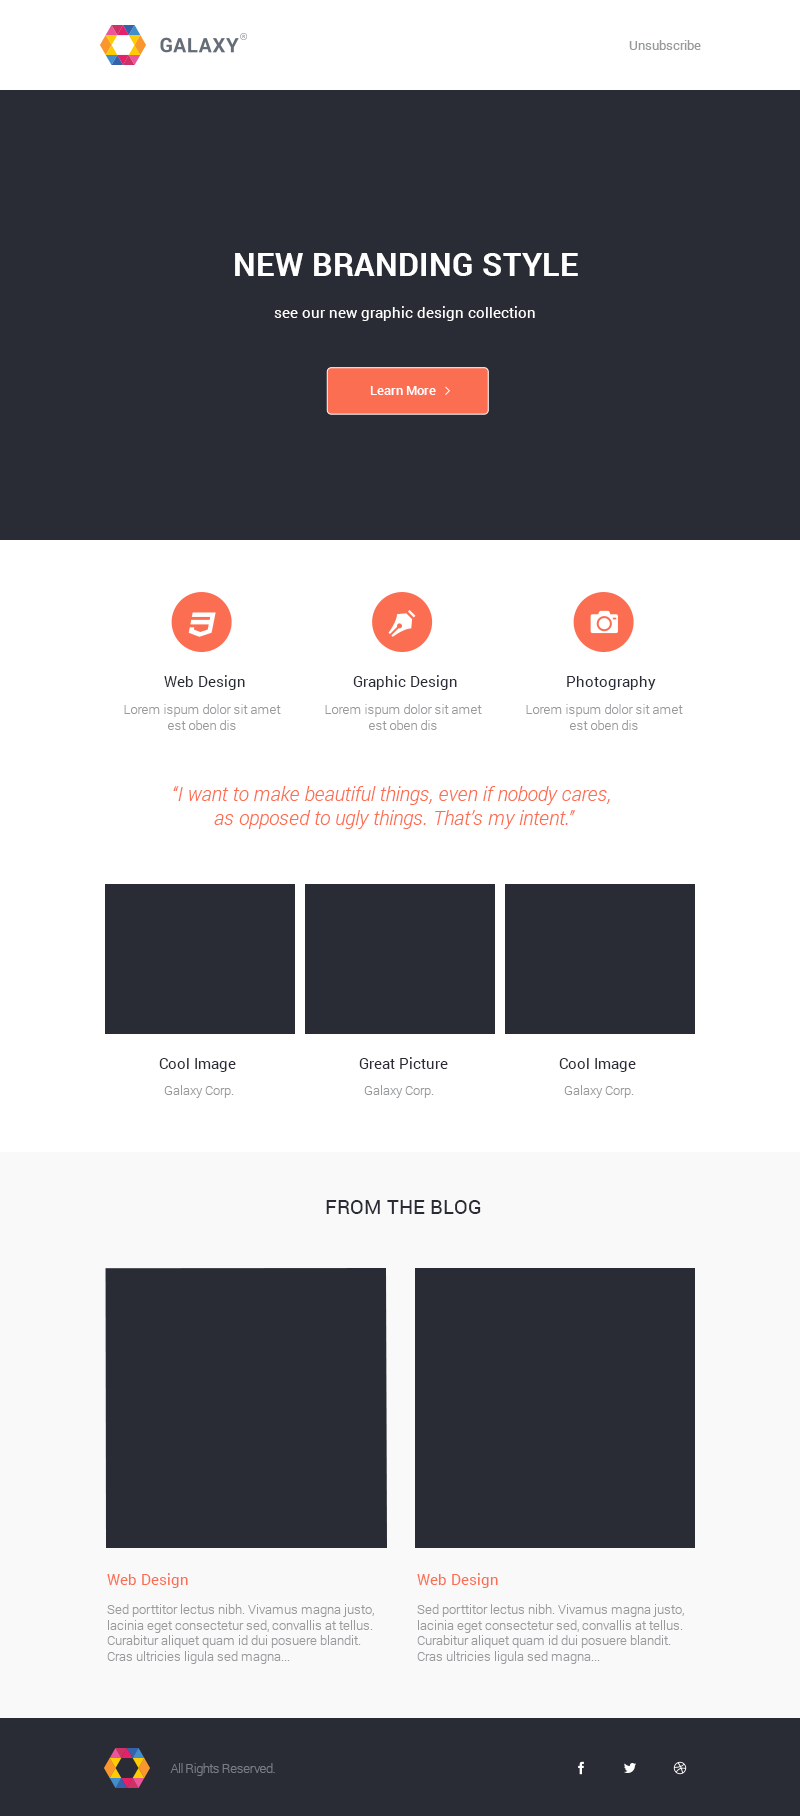 GALAXY®
Unsubscribe
NEW BRANDING STYLE
see our new graphic design collection
Learn More >
Web Design
Lorem ispum dolor sit amet
est oben dis
Graphic Design
Lorem ispum dolor sit amet
est oben dis
Photography
Lorem ispum dolor sit amet
est oben dis
“I want to make beautiful things, even if nobody cares,
as opposed to ugly things. That’s my intent.”
Cool Image
Galaxy Corp.
Great Picture
Galaxy Corp.
Cool Image
Galaxy Corp.
FROM THE BLOG
Web Design
Sed porttitor lectus nibh. Vivamus magna justo,
lacinia eget consectetur sed, convallis at tellus.
Curabitur aliquet quam id dui posuere blandit.
Cras ultricies ligula sed magna...
Web Design
Sed porttitor lectus nibh. Vivamus magna justo,
lacinia eget consectetur sed, convallis at tellus.
Curabitur aliquet quam id dui posuere blandit.
Cras ultricies ligula sed magna...
All Rights Reserved.